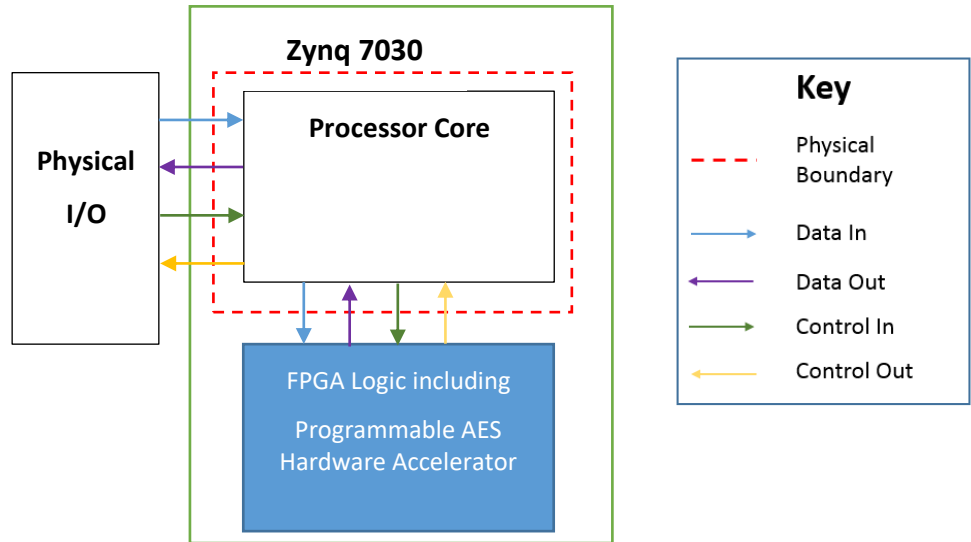 Zynq 7030
Physical
I/O
Processor Core
FPGA Logic including
Programmable AES
Hardware Accelerator
Key
Physical
Boundary
Data In
Data Out
Control In
Control Out